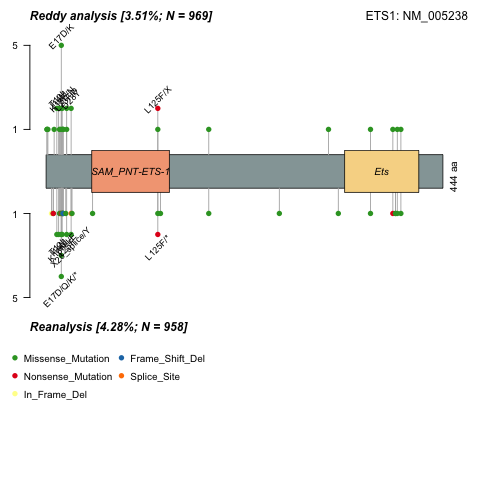 Reddy analysis [3.51%; N = 969]
ETS1: NM_005238
5
E17D/K
L125F/X
1
SAM_PNT-ETS-1
Ets
444 aa
1
L125F/*
E17D/Q/K/*
5
Reanalysis [4.28%; N = 958]
Missense_Mutation
Frame_Shift_Del
Nonsense_Mutation
Splice_Site
In_Frame_Del